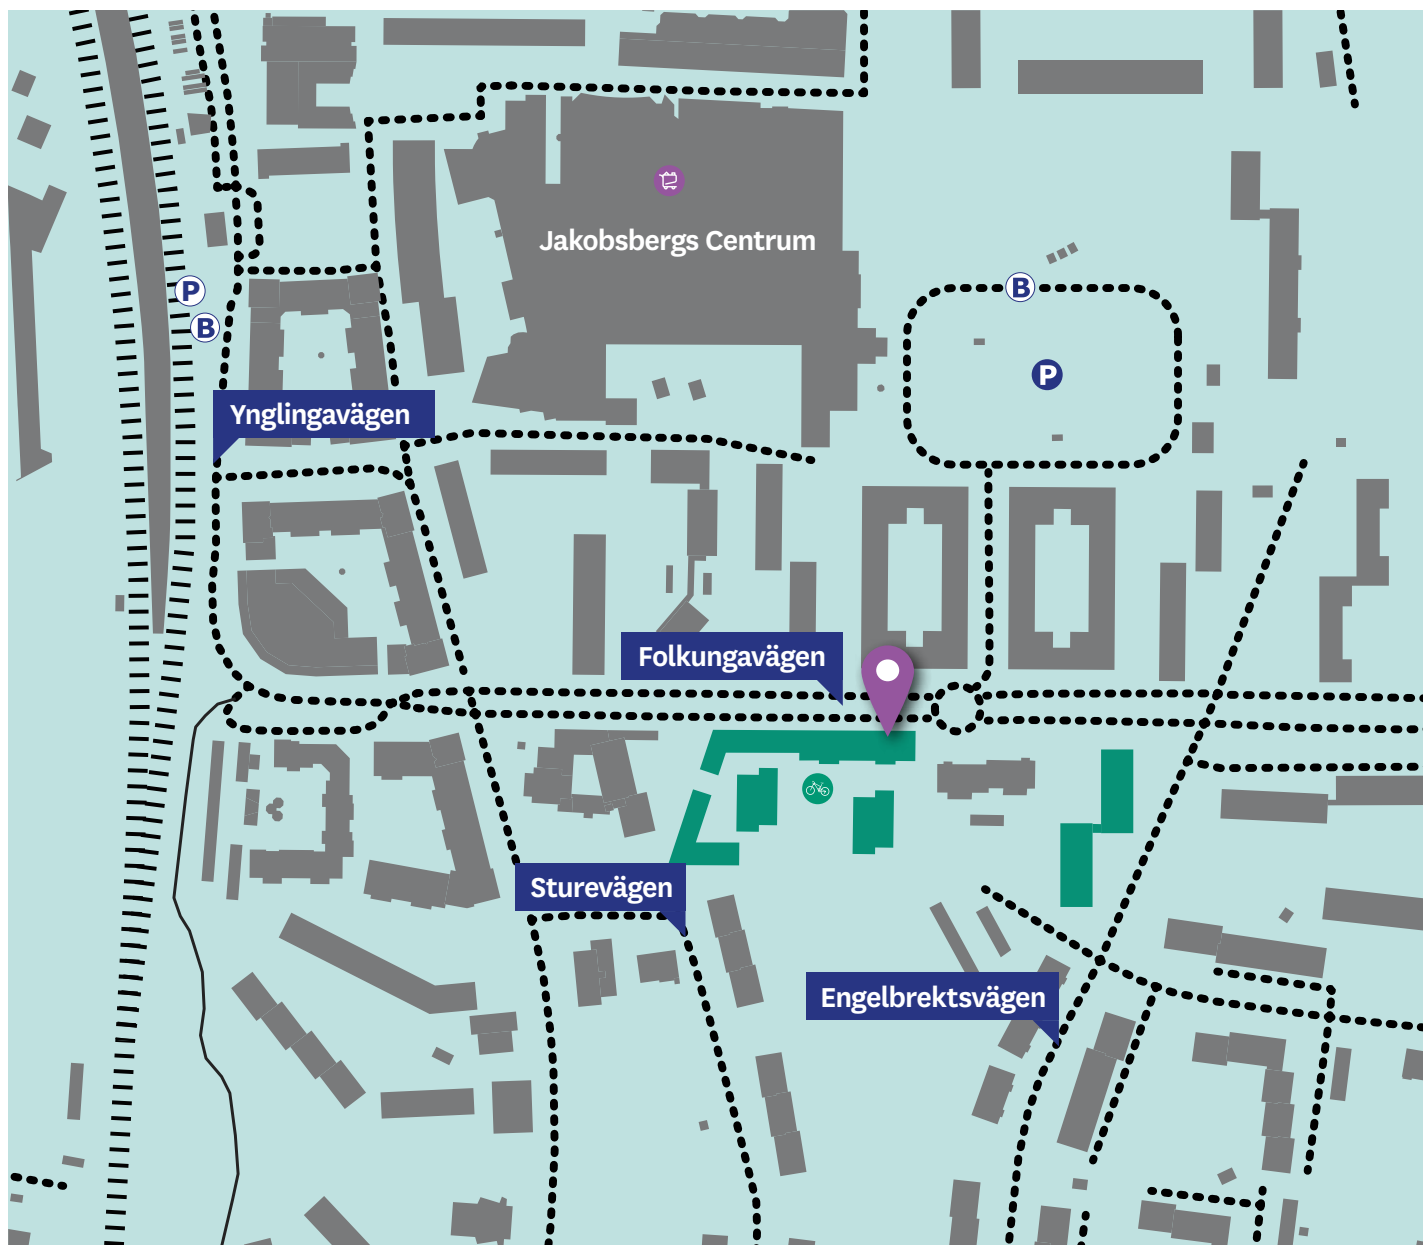 Jakobsbergs Centrum
B
P
B
P
Ynglingavägen
Folkungavägen
Sturevägen
Engelbrektsvägen